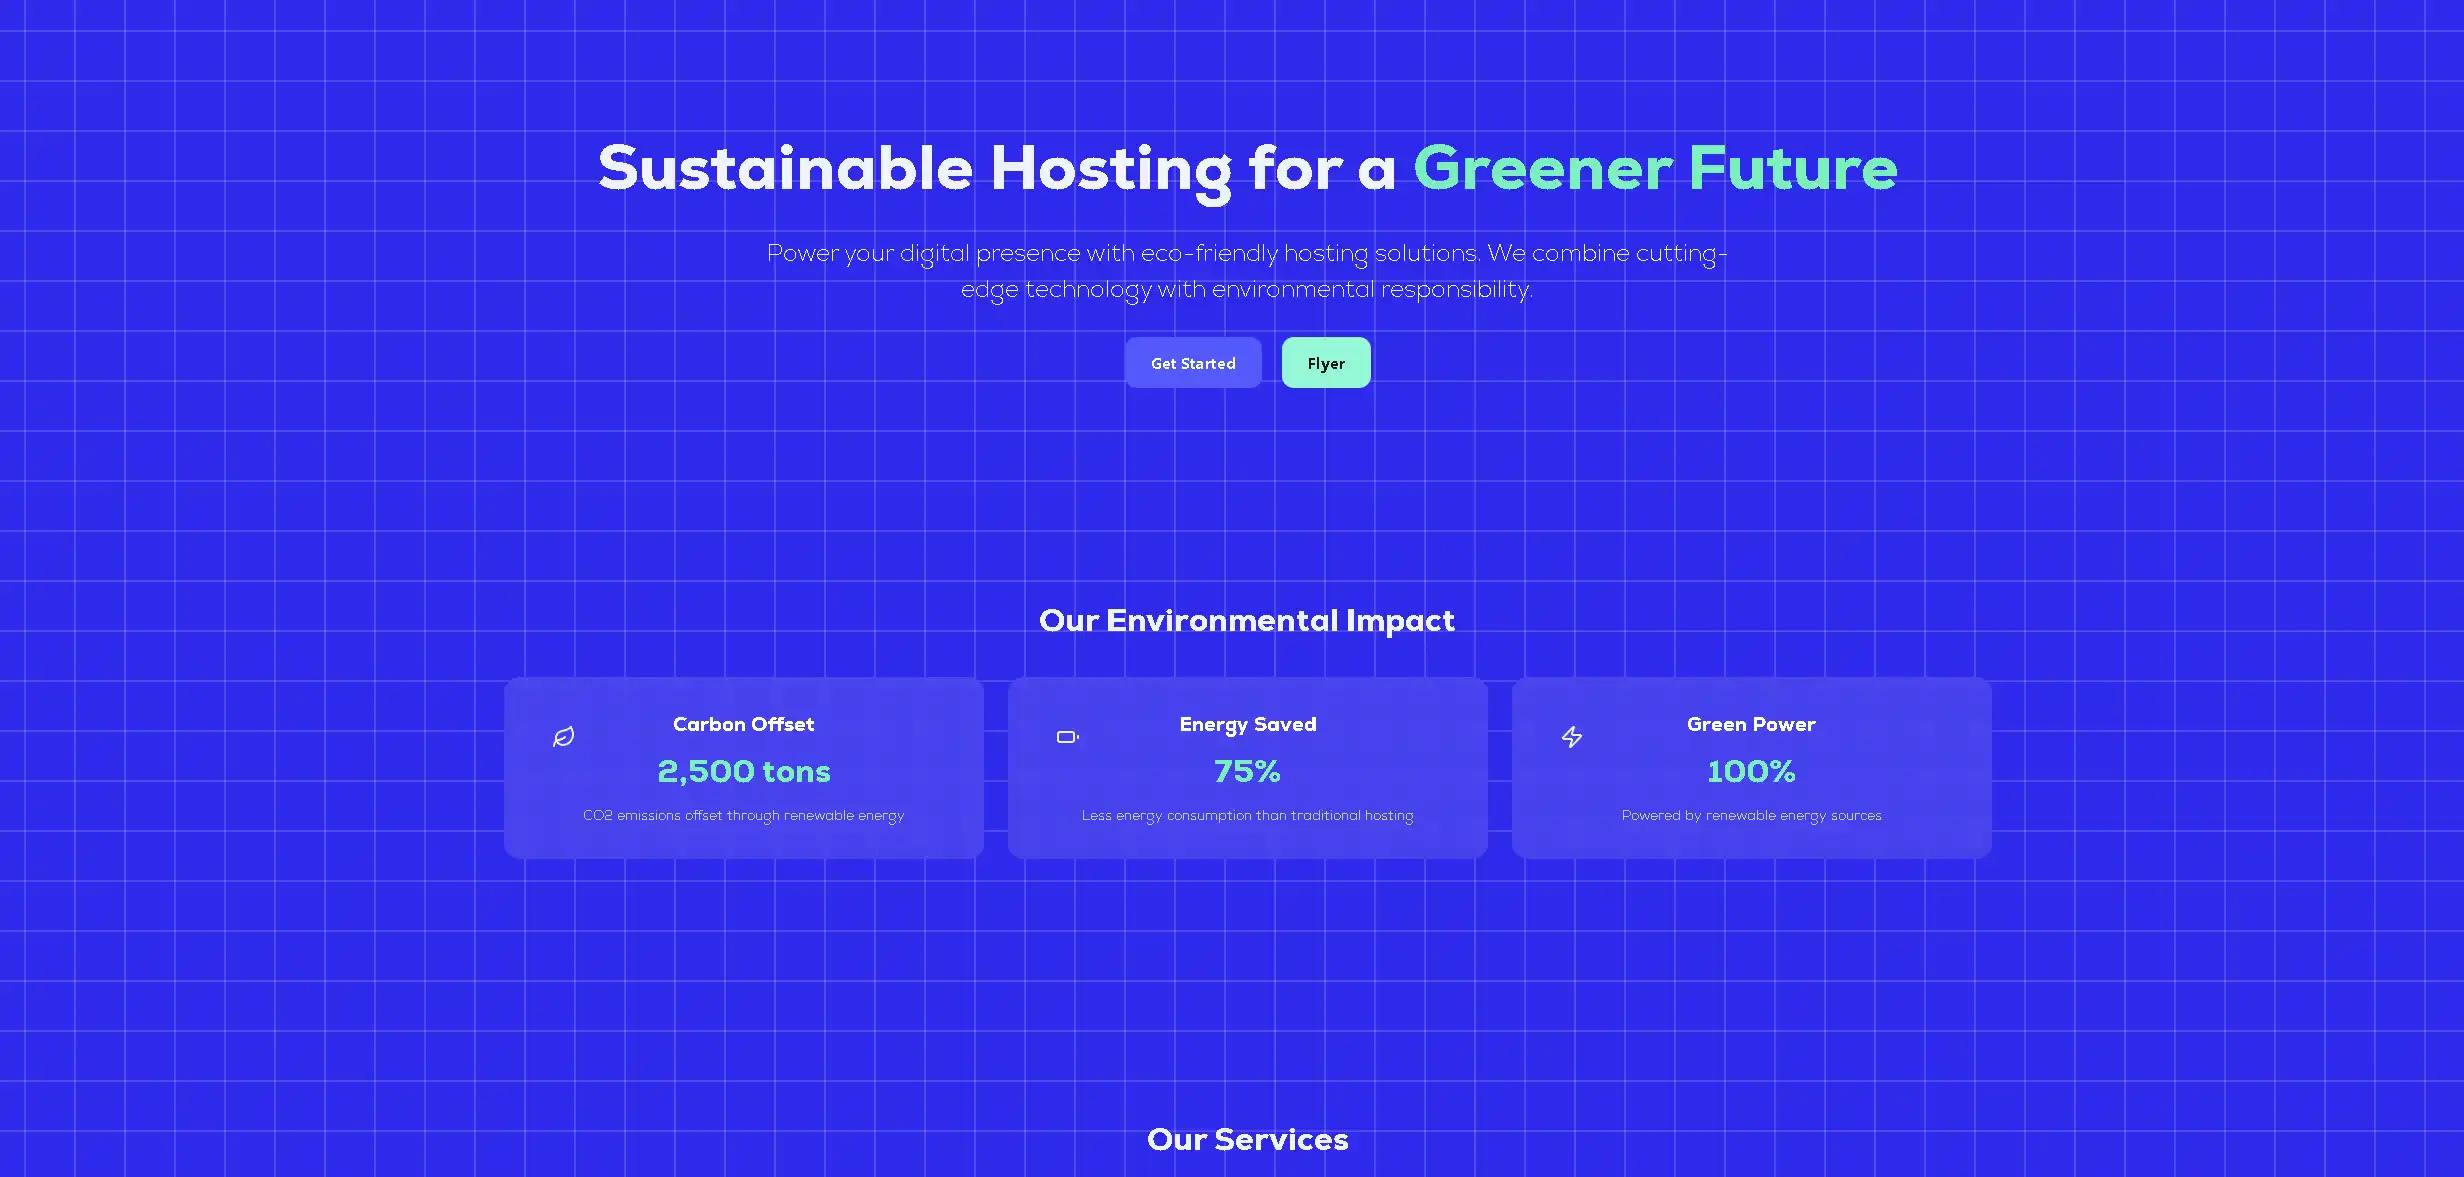 Sustainable Hosting for a Greener Future
Power your digital presence with eco-friendly hosting solutions. We combine cutting-
edge technology with environmental responsibility.
Get Started
Flyer
Our Environmental Impact
Carbon Offset
2,500 tons
CO2 emissions offset through renewable energy
Energy Saved
75%
Less energy consumption than traditional hosting
Green Power
100%
Powered by renewable energy sources
Our Services